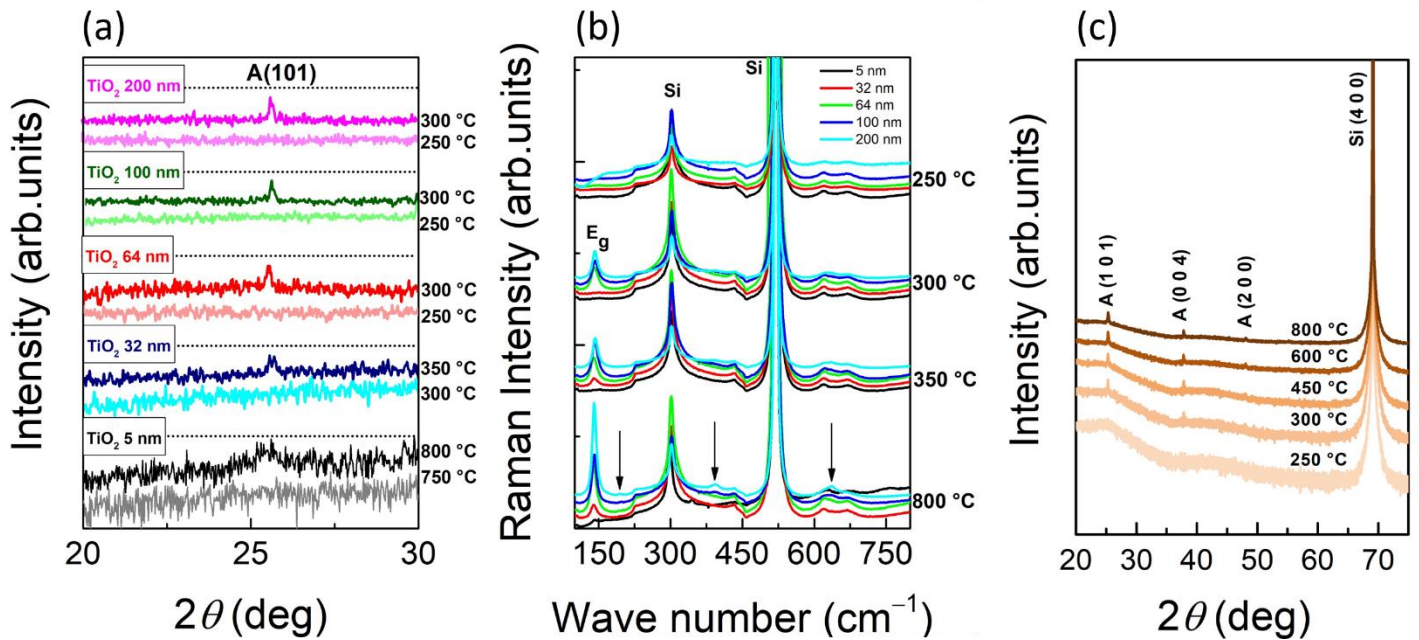 (a)
Intensity (arb.units)
A(101)
TiO2 200 nm
300 °C
250 °C
TiO2 100 nm
300 °C
250 °C
TiO2 64 nm
300 °C
250 °C
TiO2 32 nm
350 °C
300 °C
TiO2 5 nm
800 °C
750 °C
20
25
30
2θ (deg)
(b)
Raman Intensity (arb.units)
Si
Si
5 nm
32 nm
64 nm
100 nm
200 nm
250 °C
Eg
300 °C
350 °C
800 °C
150
300
450
600
750
Wave number (cm−1)
(c)
Intensity (arb.units)
Si (4 0 0)
A (1 0 1)
A (0 0 4)
A (2 0 0)
800 °C
600 °C
450 °C
300 °C
250 °C
20
30
40
50
60
70
2θ (deg)